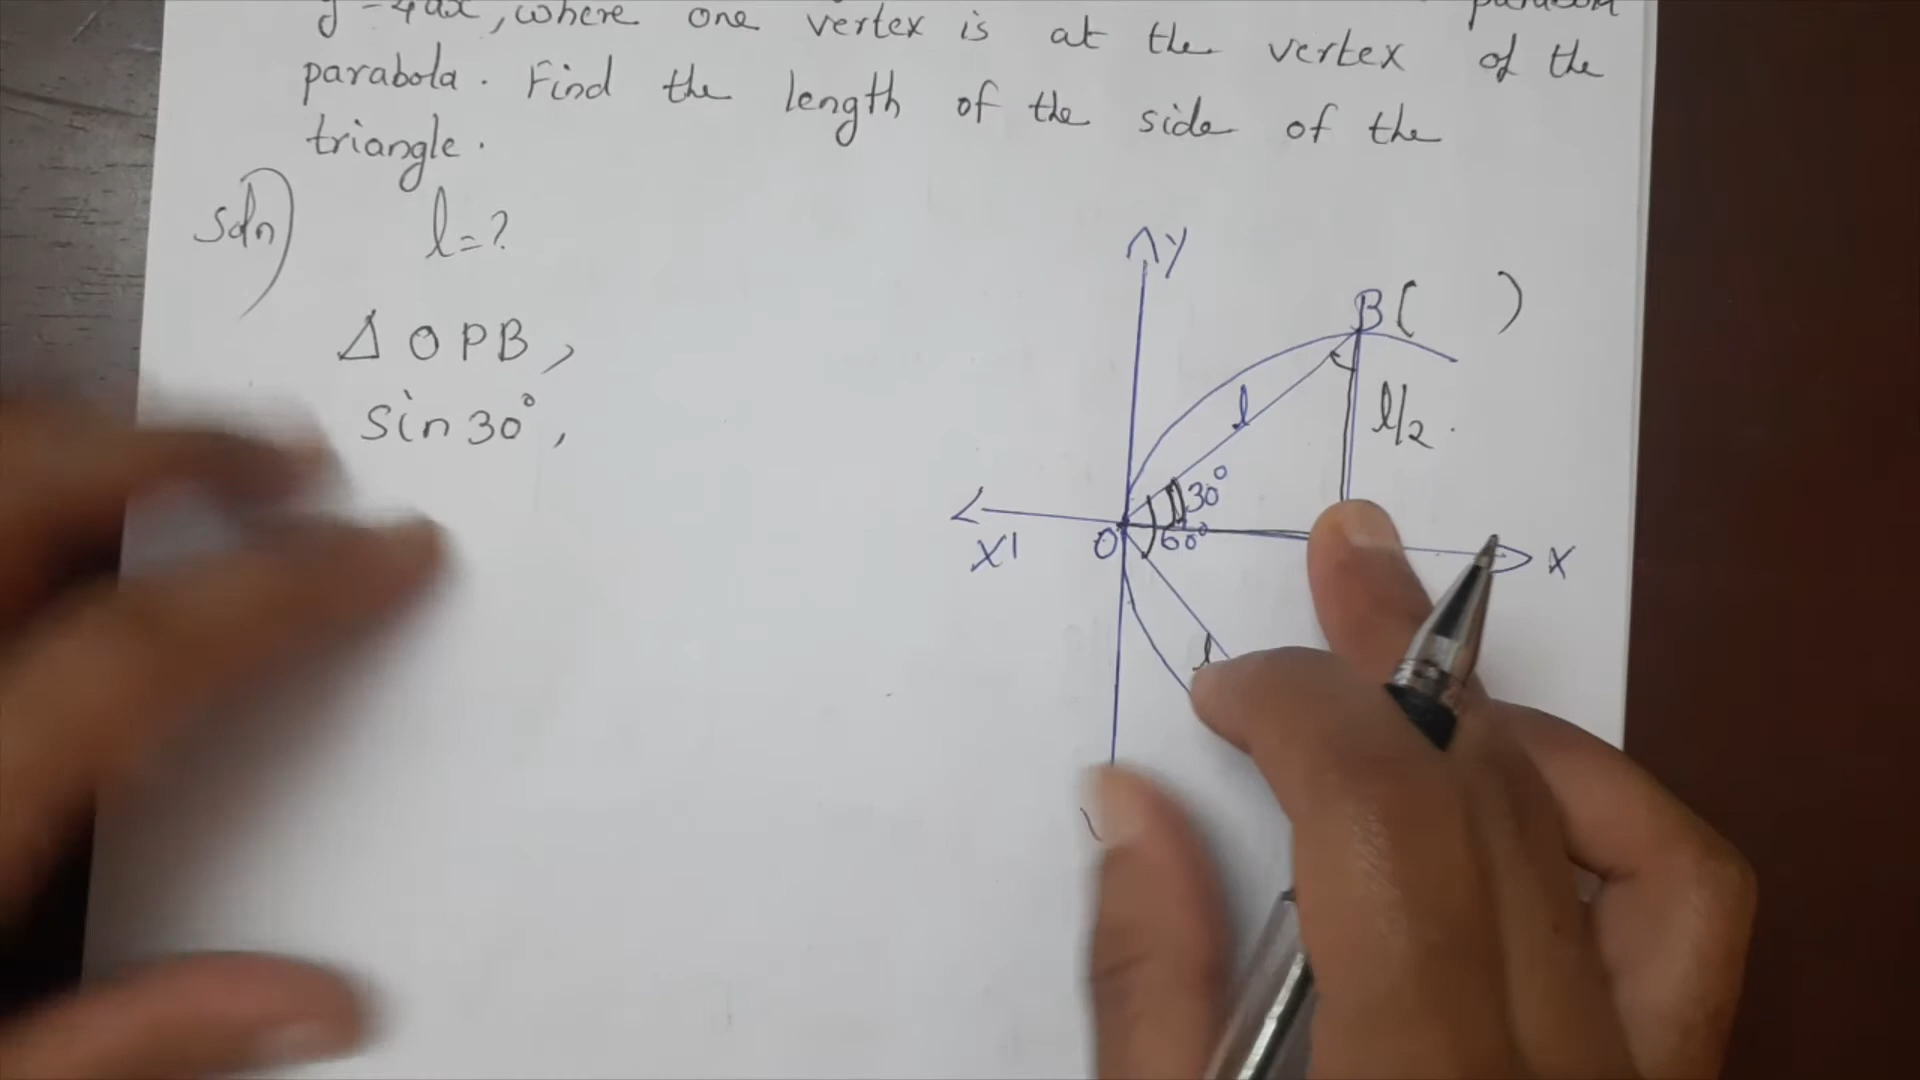 y = 4ax, where one vertex is at the vertex of the
parabola. Find the length of the side of the
triangle.
Soln) l=?
Δ OPB,
sin 30°,
Y
B( )
l
l/2.
30°
60°
O
X'
X
l